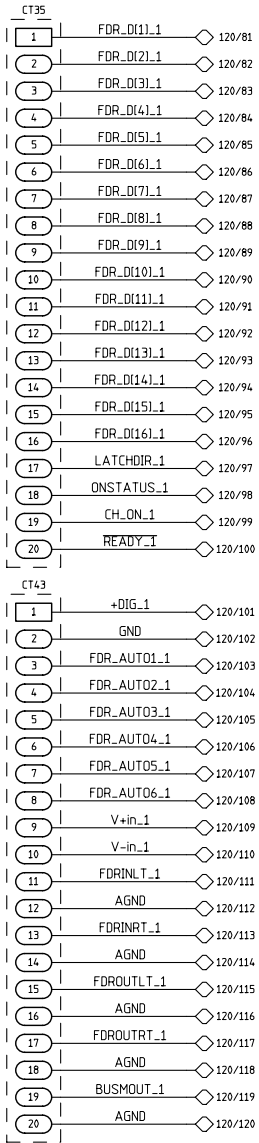 CT35
1 FDR_D[1]_1 120/81
2 FDR_D[2]_1 120/82
3 FDR_D[3]_1 120/83
4 FDR_D[4]_1 120/84
5 FDR_D[5]_1 120/85
6 FDR_D[6]_1 120/86
7 FDR_D[7]_1 120/87
8 FDR_D[8]_1 120/88
9 FDR_D[9]_1 120/89
10 FDR_D[10]_1 120/90
11 FDR_D[11]_1 120/91
12 FDR_D[12]_1 120/92
13 FDR_D[13]_1 120/93
14 FDR_D[14]_1 120/94
15 FDR_D[15]_1 120/95
16 FDR_D[16]_1 120/96
17 LATCHDIR_1 120/97
18 ONSTATUS_1 120/98
19 CH_ON_1 120/99
20 READY_1 120/100
CT43
1 +DIG_1 120/101
2 GND 120/102
3 FDR_AUTO1_1 120/103
4 FDR_AUTO2_1 120/104
5 FDR_AUTO3_1 120/105
6 FDR_AUTO4_1 120/106
7 FDR_AUTO5_1 120/107
8 FDR_AUTO6_1 120/108
9 V+in_1 120/109
10 V-in_1 120/110
11 FDRINLT_1 120/111
12 AGND 120/112
13 FDRINRT_1 120/113
14 AGND 120/114
15 FDROUTLT_1 120/115
16 AGND 120/116
17 FDROUTRT_1 120/117
18 AGND 120/118
19 BUSMOUT_1 120/119
20 AGND 120/120